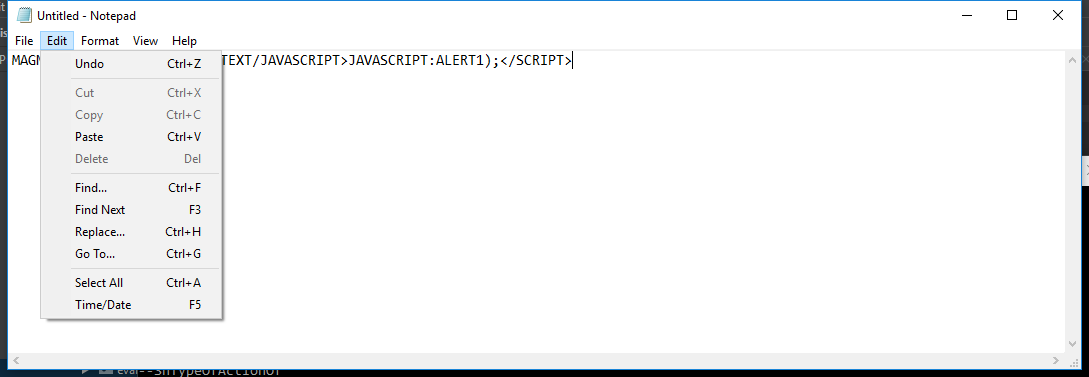 Untitled - Notepad
File Edit Format View Help
MAGN TEXT/JAVASCRIPT>JAVASCRIPT:ALERT1);</SCRIPT>
Undo Ctrl+Z
Cut Ctrl+X
Copy Ctrl+C
Paste Ctrl+V
Delete Del
Find... Ctrl+F
Find Next F3
Replace... Ctrl+H
Go To... Ctrl+G
Select All Ctrl+A
Time/Date F5